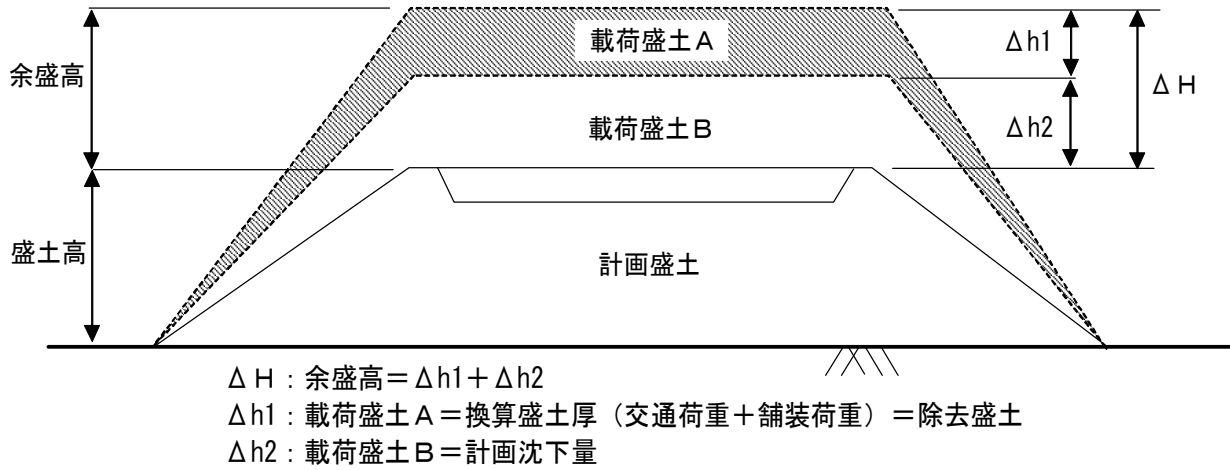 載荷盛土A
Δh1
余盛高
ΔH
載荷盛土B
Δh2
盛土高
計画盛土
ΔH：余盛高＝Δh1＋Δh2
Δh1：載荷盛土A＝換算盛土厚（交通荷重＋舗装荷重）＝除去盛土
Δh2：載荷盛土B＝計画沈下量